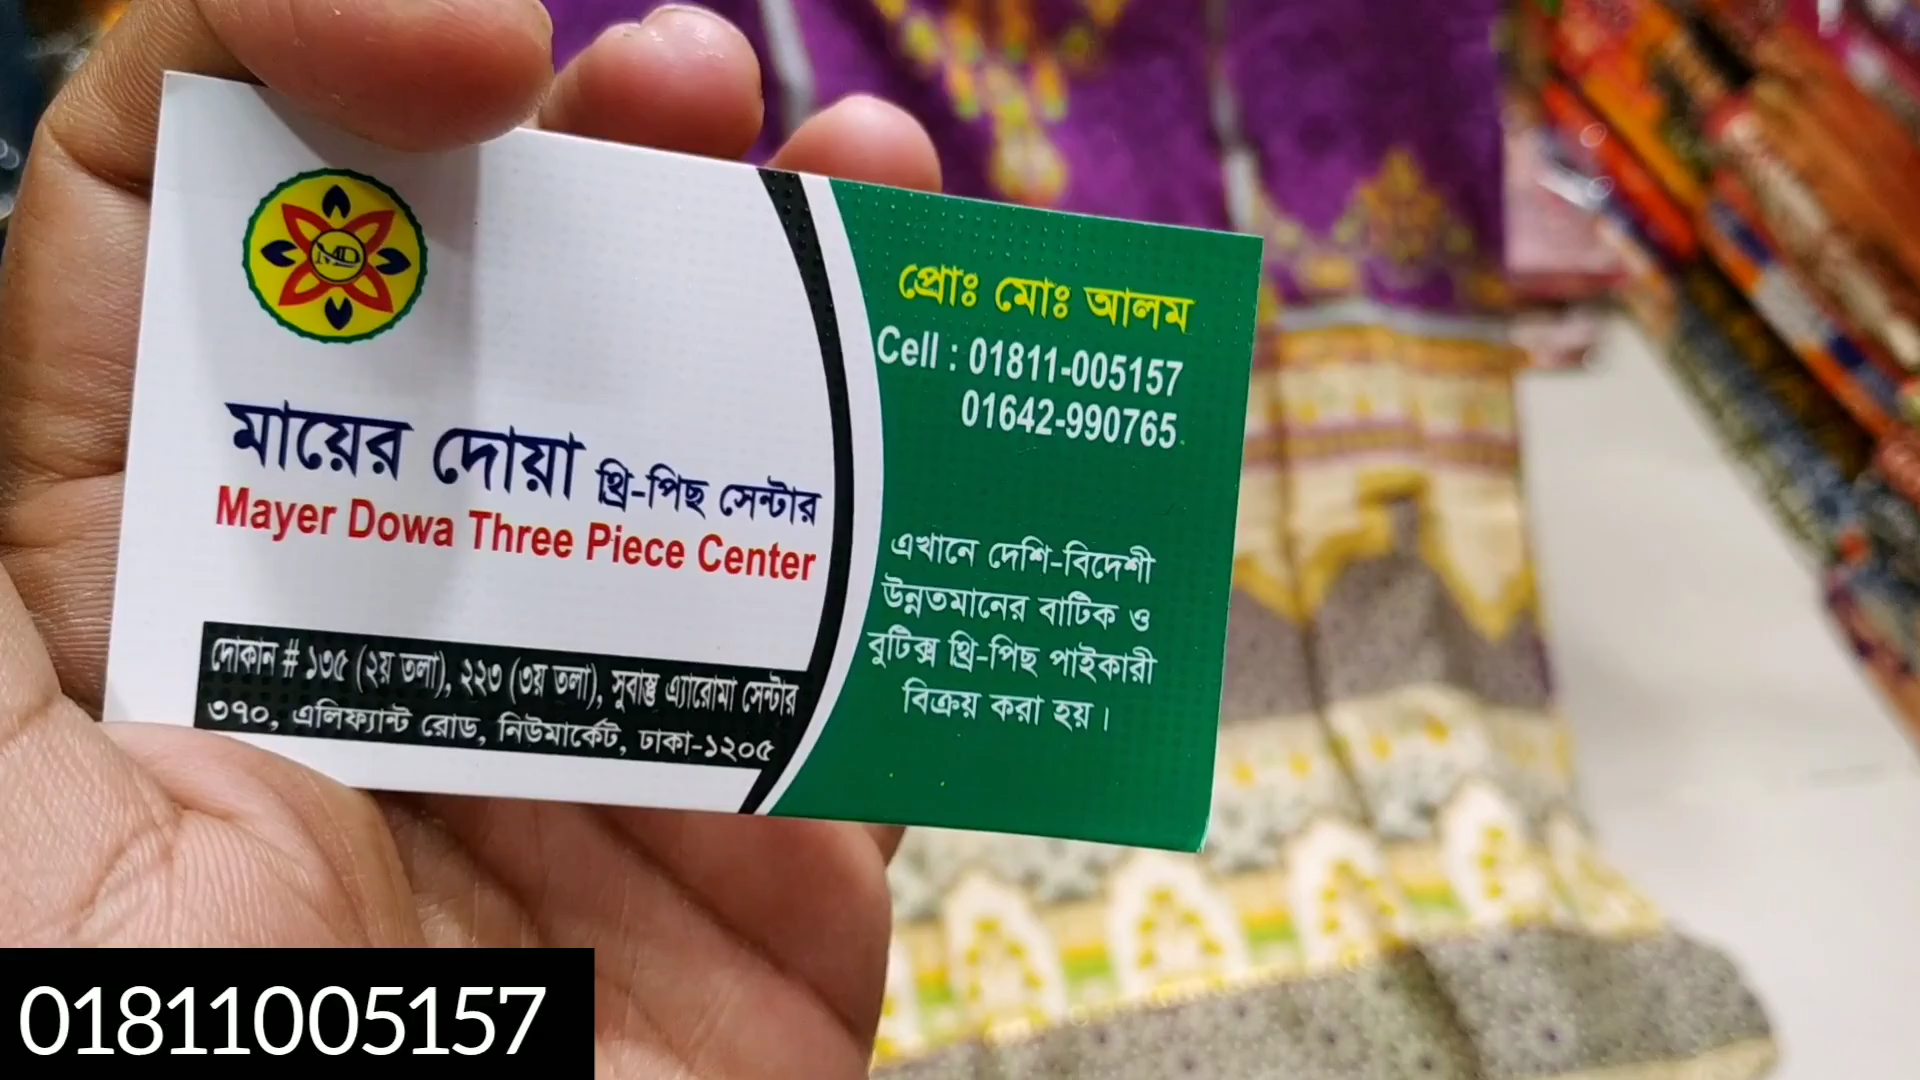 MD
মায়ের দোয়া থ্রি-পিছ সেন্টার
Mayer Dowa Three Piece Center
দোকান # ১৩৫ (২য় তলা), ২২৩ (৩য় তলা), সুবাস্তু এ্যারোমা সেন্টার
৩৭০, এলিফ্যান্ট রোড, নিউমার্কেট, ঢাকা-১২০৫
প্রোঃ মোঃ আলম
Cell : 01811-005157
01642-990765
এখানে দেশি-বিদেশী
উন্নতমানের বাটিক ও
বুটিক্স থ্রি-পিছ পাইকারী
বিক্রয় করা হয়।
01811005157